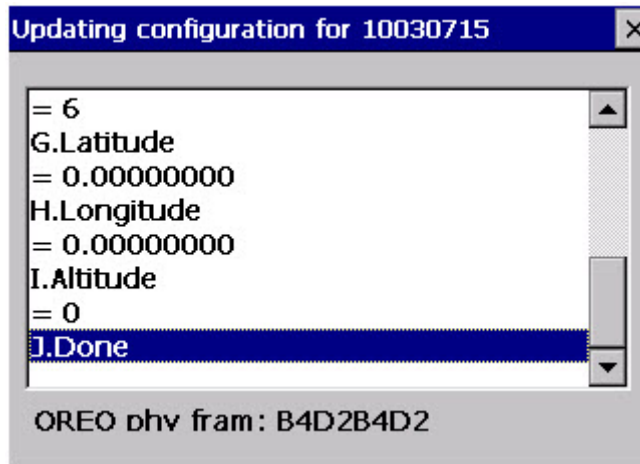 Updating configuration for 10030715
= 6
G.Latitude
= 0.00000000
H.Longitude
= 0.00000000
I.Altitude
= 0
J.Done
OREO phy fram: B4D2B4D2